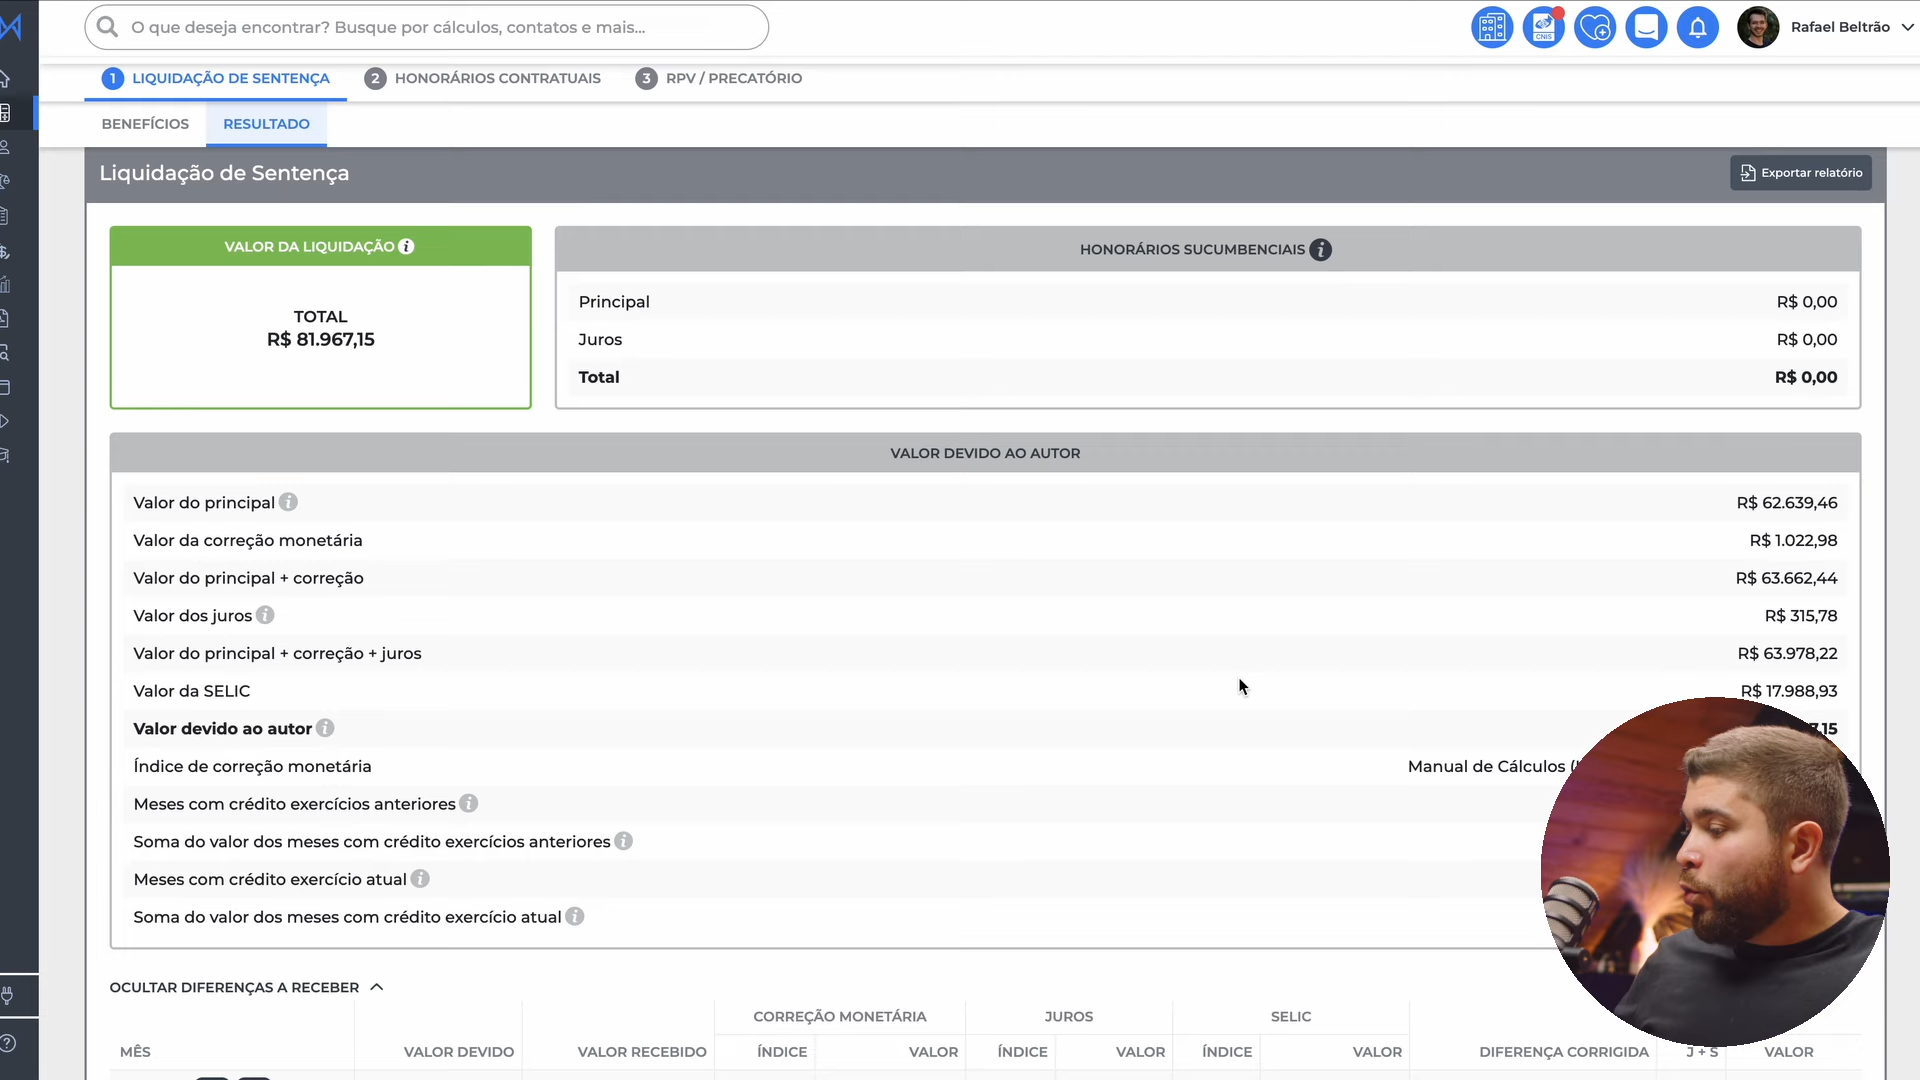 O que deseja encontrar? Busque por cálculos, contatos e mais...
CNIS
Rafael Beltrão
1 LIQUIDAÇÃO DE SENTENÇA
2 HONORÁRIOS CONTRATUAIS
3 RPV / PRECATÓRIO
BENEFÍCIOS
RESULTADO
Liquidação de Sentença
Exportar relatório
VALOR DA LIQUIDAÇÃO i
TOTAL
R$ 81.967,15
HONORÁRIOS SUCUMBENCIAIS i
Principal R$ 0,00
Juros R$ 0,00
Total R$ 0,00
VALOR DEVIDO AO AUTOR
Valor do principal i R$ 62.639,46
Valor da correção monetária R$ 1.022,98
Valor do principal + correção R$ 63.662,44
Valor dos juros i R$ 315,78
Valor do principal + correção + juros R$ 63.978,22
Valor da SELIC R$ 17.988,93
Valor devido ao autor i 7,15
Índice de correção monetária Manual de Cálculos (
Meses com crédito exercícios anteriores i
Soma do valor dos meses com crédito exercícios anteriores i
Meses com crédito exercício atual i
Soma do valor dos meses com crédito exercício atual i
OCULTAR DIFERENÇAS A RECEBER
CORREÇÃO MONETÁRIA JUROS SELIC
MÊS VALOR DEVIDO VALOR RECEBIDO ÍNDICE VALOR ÍNDICE VALOR ÍNDICE VALOR DIFERENÇA CORRIGIDA J + S VALOR